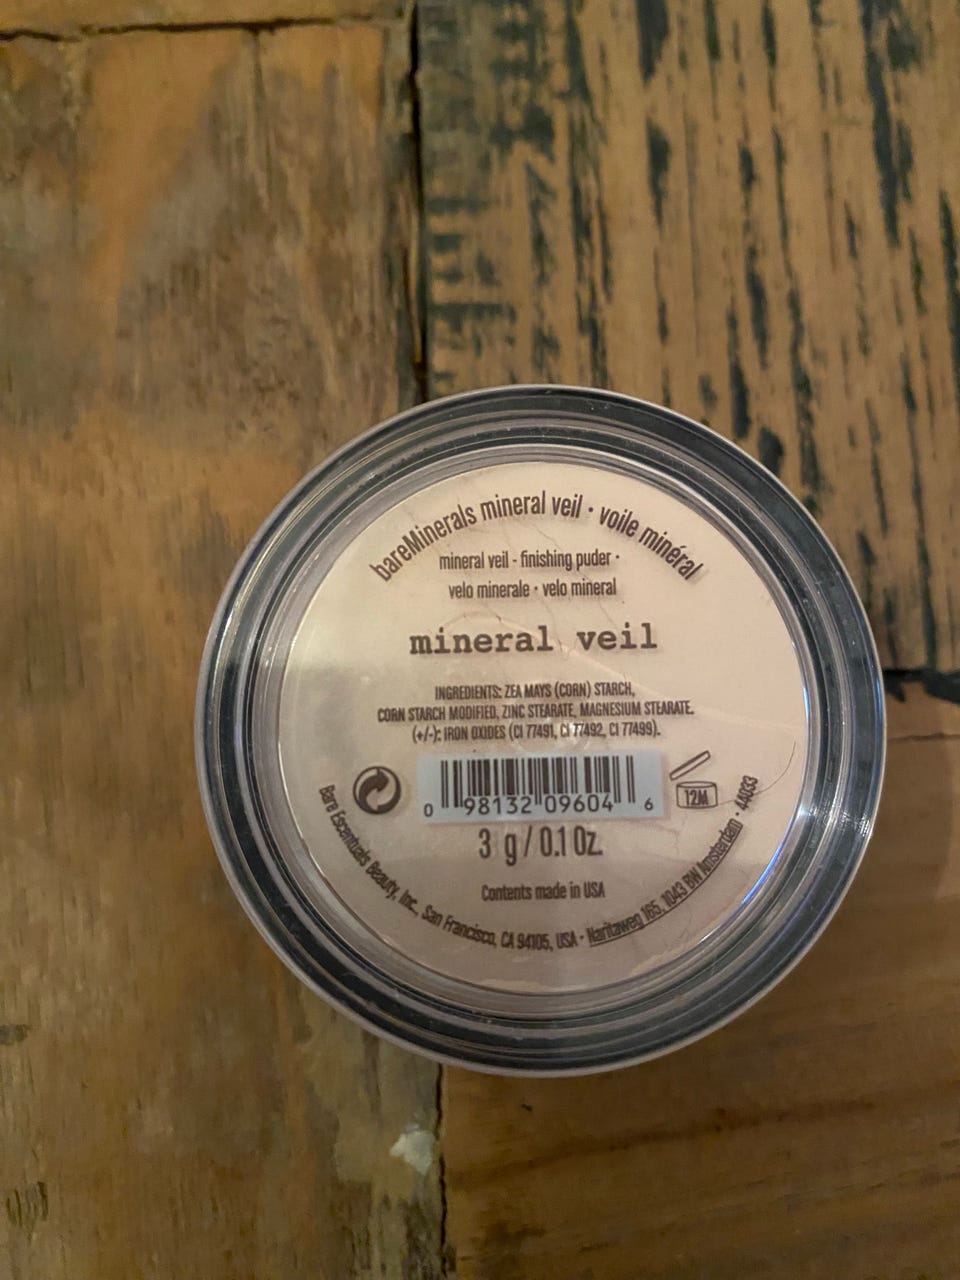 bareMinerals mineral veil · voile minéral
mineral veil - finishing puder ·
velo minerale · velo mineral
mineral veil
INGREDIENTS: ZEA MAYS (CORN) STARCH,
CORN STARCH MODIFIED, ZINC STEARATE, MAGNESIUM STEARATE.
(+/-): IRON OXIDES (CI 77491, CI 77492, CI 77499).
0 98132 09604 6
12M
3 g / 0.1 Oz.
Contents made in USA
Bare Escentuals Beauty, Inc., San Francisco, CA 94105, USA · Naritaweg 165, 1043 BW Amsterdam · 44033